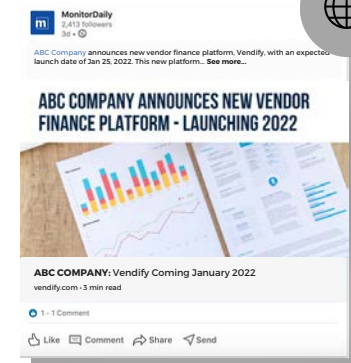 m
MonitorDaily
2,413 followers
3d •
ABC Company announces new vendor finance platform, Vendify, with an expected
launch date of Jan 25, 2022. This new platform... See more...
ABC COMPANY ANNOUNCES NEW VENDOR
FINANCE PLATFORM - LAUNCHING 2022
ABC COMPANY: Vendify Coming January 2022
vendify.com • 3 min read
1 - 1 Comment
Like Comment Share Send